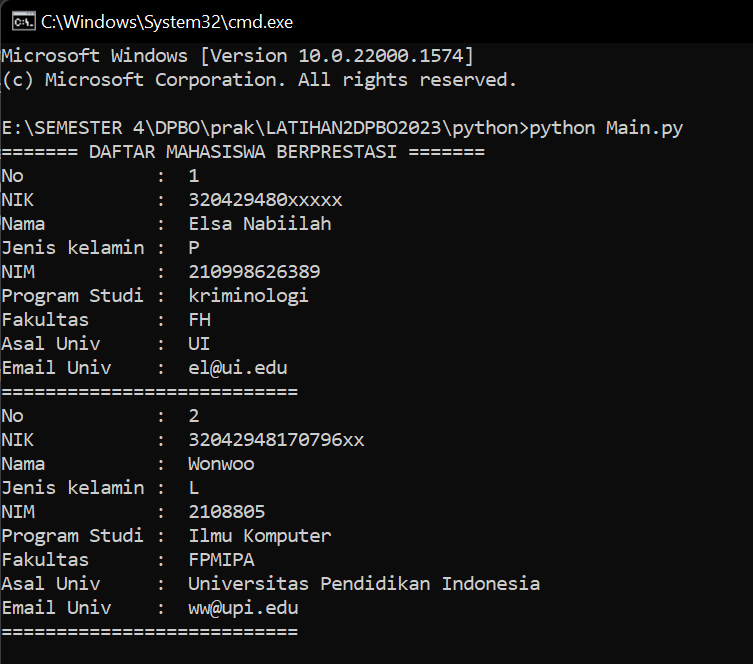 C:\Windows\System32\cmd.exe
Microsoft Windows [Version 10.0.22000.1574]
(c) Microsoft Corporation. All rights reserved.
E:\SEMESTER 4\DPBO\prak\LATIHAN2DPBO2023\python>python Main.py
======= DAFTAR MAHASISWA BERPRESTASI =======
No            :  1
NIK           :  320429480xxxxx
Nama          :  Elsa Nabiilah
Jenis kelamin :  P
NIM           :  210998626389
Program Studi :  kriminologi
Fakultas      :  FH
Asal Univ     :  UI
Email Univ    :  el@ui.edu
===========================
No            :  2
NIK           :  32042948170796xx
Nama          :  Wonwoo
Jenis kelamin :  L
NIM           :  2108805
Program Studi :  Ilmu Komputer
Fakultas      :  FPMIPA
Asal Univ     :  Universitas Pendidikan Indonesia
Email Univ    :  ww@upi.edu
===========================